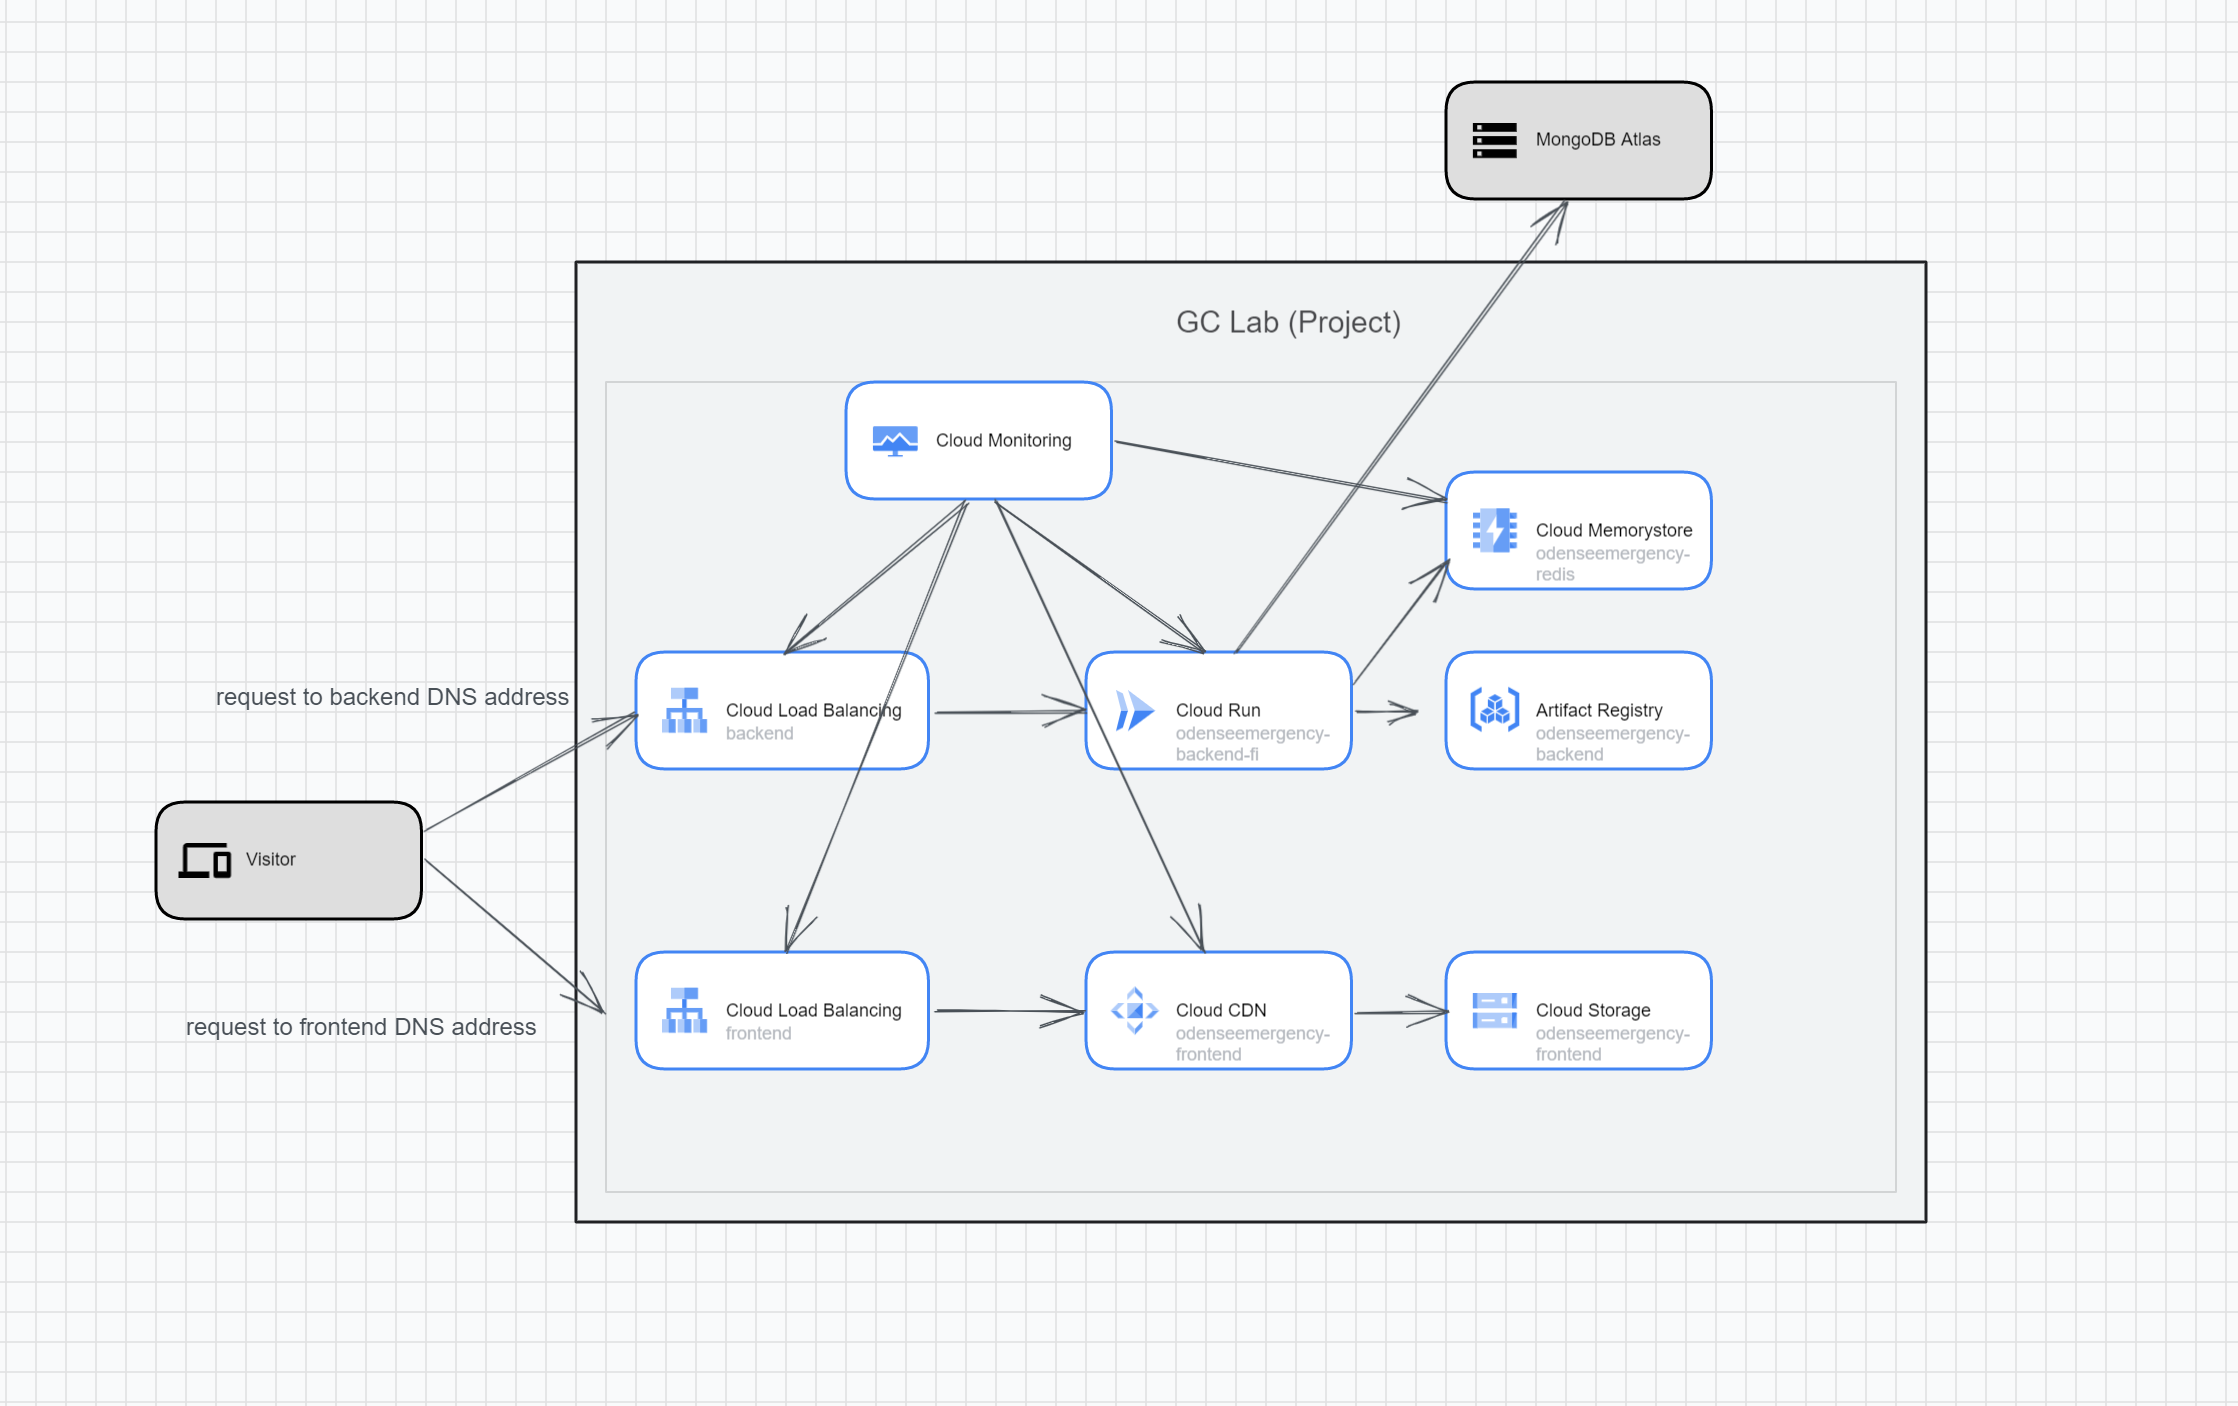 MongoDB Atlas
GC Lab (Project)
Cloud Monitoring
Cloud Memorystore
odenseemergency-
redis
request to backend DNS address
Cloud Load Balancing
backend
Cloud Run
odenseemergency-
backend-fi
Artifact Registry
odenseemergency-
backend
Visitor
request to frontend DNS address
Cloud Load Balancing
frontend
Cloud CDN
odenseemergency-
frontend
Cloud Storage
odenseemergency-
frontend